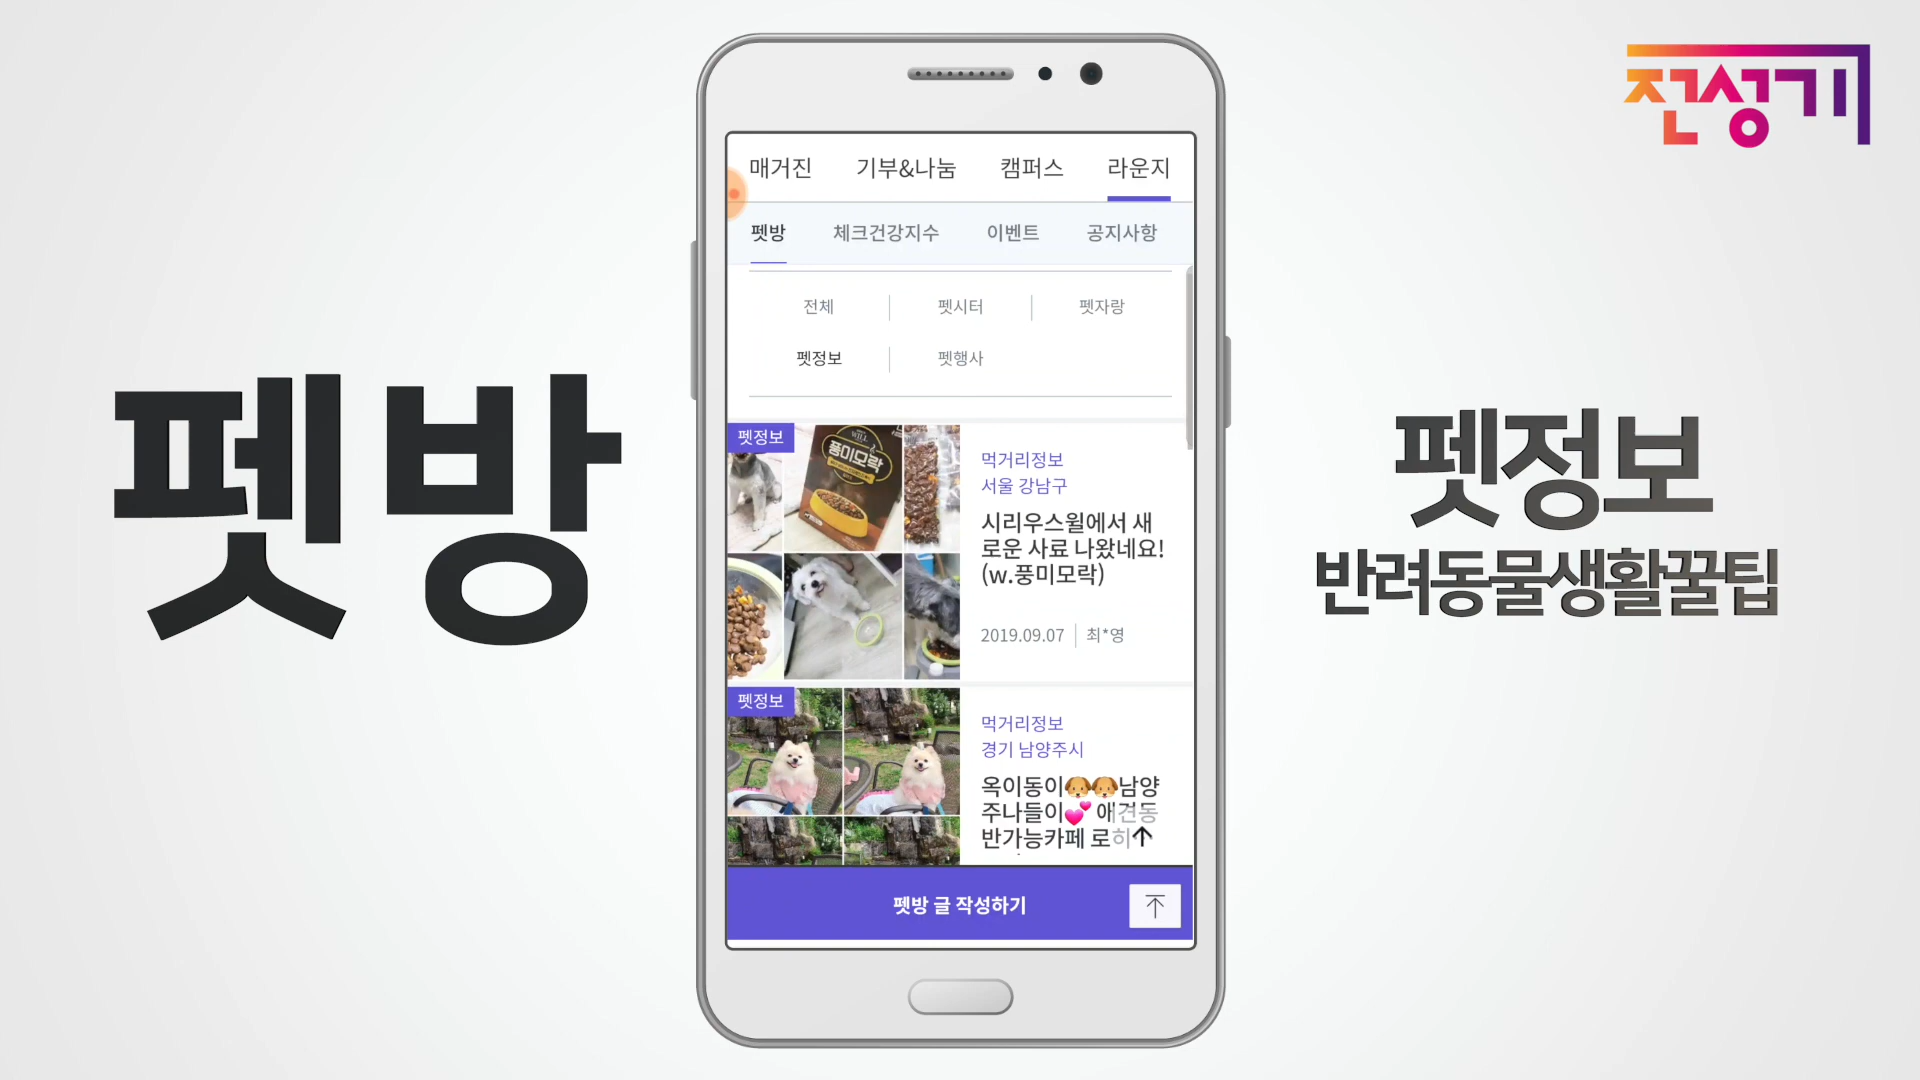 전성기
펫방
매거진 기부&나눔 캠퍼스 라운지
펫방 체크건강지수 이벤트 공지사항
전체 펫시터 펫자랑
펫정보 펫행사
펫정보
WILL
풍미모락
먹거리정보
서울 강남구
시리우스윌에서 새
로운 사료 나왔네요!
(w.풍미모락)
2019.09.07 최*영
펫정보
먹거리정보
경기 남양주시
옥이동이🐶🐶남양
주나들이💕 애견동
반가능카페 로히
펫방 글 작성하기
펫정보
반려동물생활꿀팁